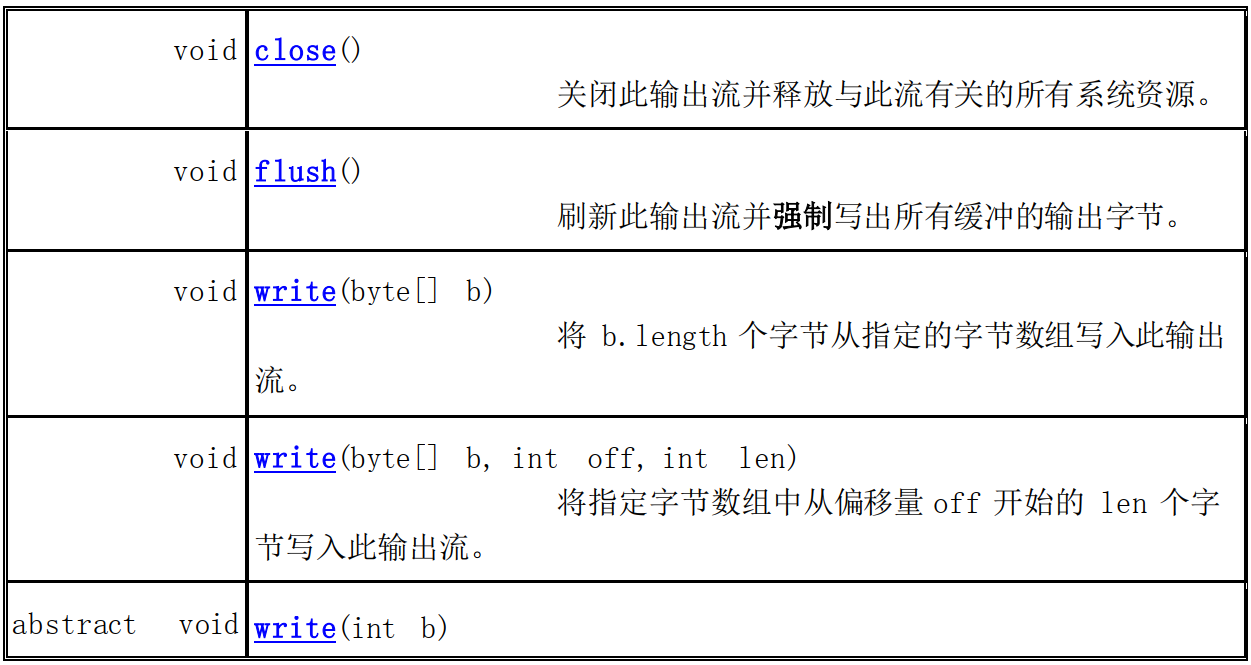 void close()
关闭此输出流并释放与此流有关的所有系统资源。
void flush()
刷新此输出流并强制写出所有缓冲的输出字节。
void write(byte[] b)
将 b.length 个字节从指定的字节数组写入此输出
流。
void write(byte[] b, int off, int len)
将指定字节数组中从偏移量 off 开始的 len 个字
节写入此输出流。
abstract void write(int b)